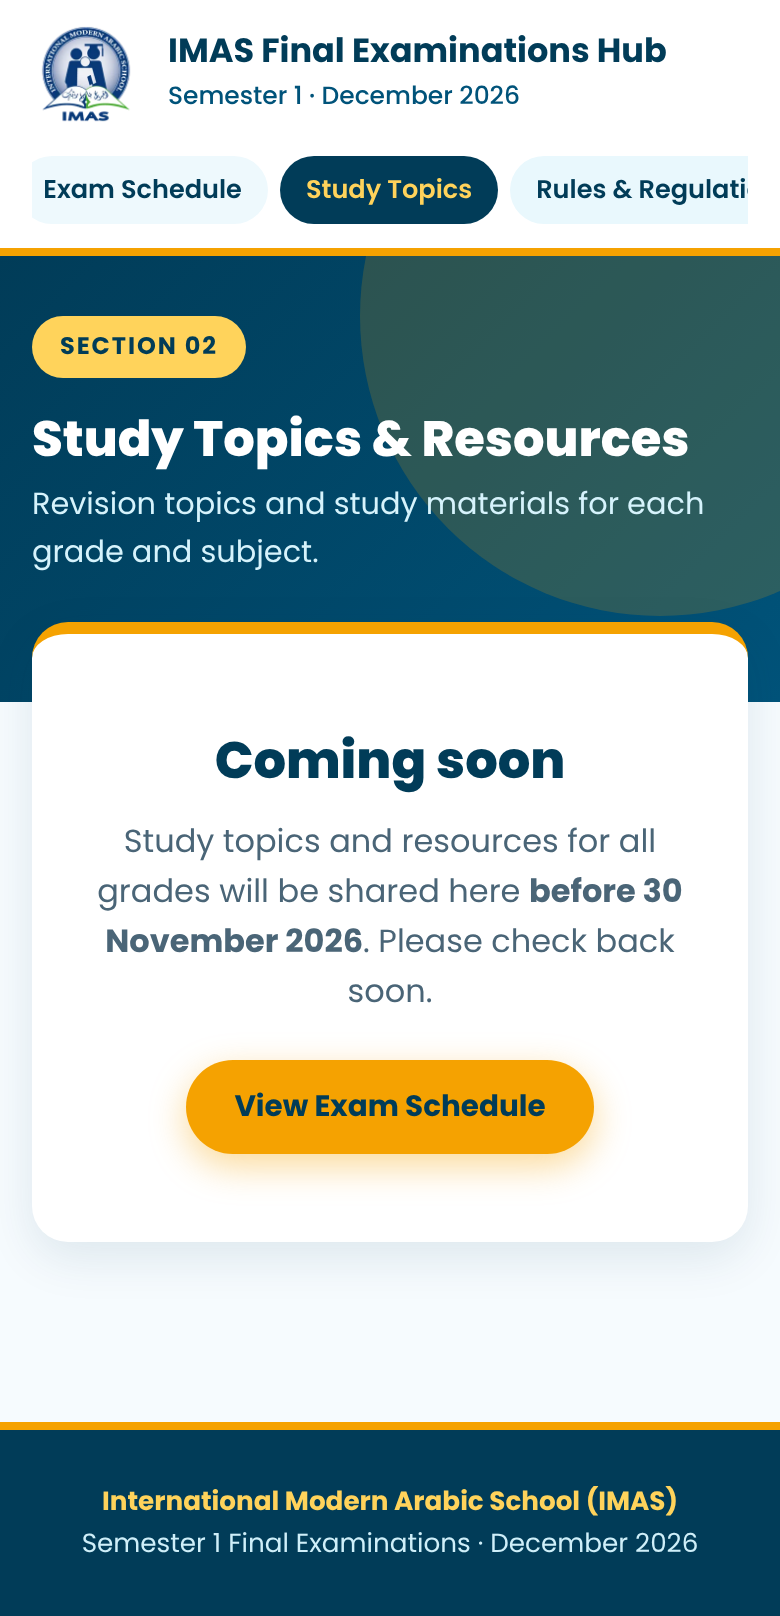 INTERNATIONAL MODERN ARABIC SCHOOL
IMAS
IMAS Final Examinations Hub
Semester 1 · December 2026
Exam Schedule
Study Topics
Rules &
SECTION 02
Study Topics & Resources
Revision topics and study materials for each
grade and subject.
Coming soon
Study topics and resources for all
grades will be shared here before 30
November 2026. Please check back
soon.
View Exam Schedule
International Modern Arabic School (IMAS)
Semester 1 Final Examinations · December 2026